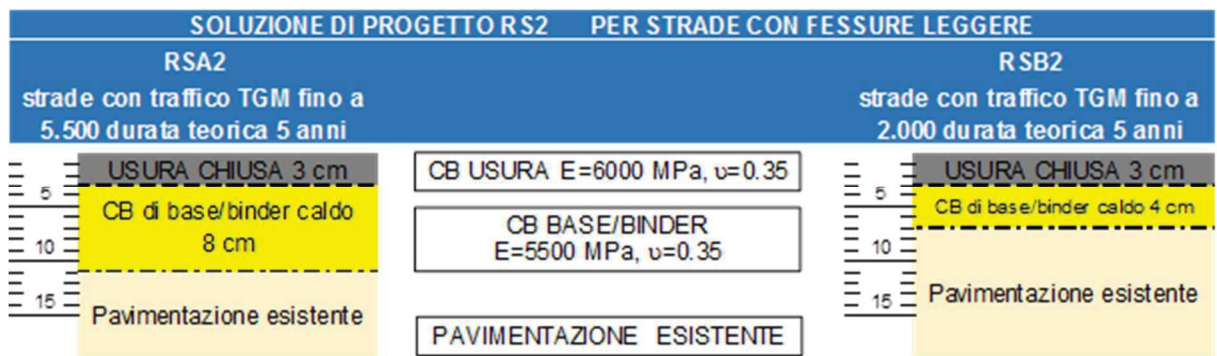 SOLUZIONE DI PROGETTO RS2 PER STRADE CON FESSURE LEGGERE
RSA2
strade con traffico TGM fino a
5.500 durata teorica 5 anni
RSB2
strade con traffico TGM fino a
2.000 durata teorica 5 anni
5
10
15
USURA CHIUSA 3 cm
CB di base/binder caldo
8 cm
Pavimentazione esistente
CB USURA E=6000 MPa, υ=0.35
CB BASE/BINDER
E=5500 MPa, υ=0.35
PAVIMENTAZIONE ESISTENTE
5
10
15
USURA CHIUSA 3 cm
CB di base/binder caldo 4 cm
Pavimentazione esistente